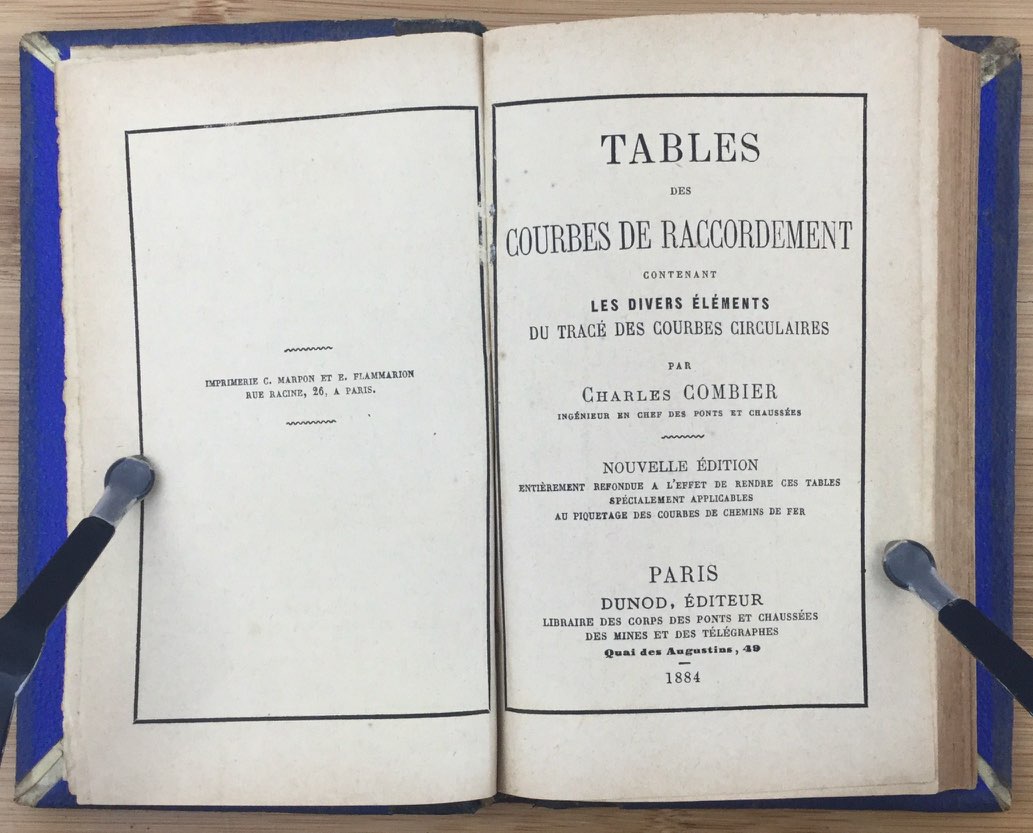 IMPRIMERIE C. MARPON ET E. FLAMMARION
RUE RACINE, 26, A PARIS.
TABLES
DES
COURBES DE RACCORDEMENT
CONTENANT
LES DIVERS ÉLÉMENTS
DU TRACÉ DES COURBES CIRCULAIRES
PAR
CHARLES COMBIER
INGÉNIEUR EN CHEF DES PONTS ET CHAUSSÉES
NOUVELLE ÉDITION
ENTIÈREMENT REFONDUE A L'EFFET DE RENDRE CES TABLES
SPÉCIALEMENT APPLICABLES
AU PIQUETAGE DES COURBES DE CHEMINS DE FER
PARIS
DUNOD, ÉDITEUR
LIBRAIRE DES CORPS DES PONTS ET CHAUSSÉES
DES MINES ET DES TÉLÉGRAPHES
Quai des Augustins, 49
1884